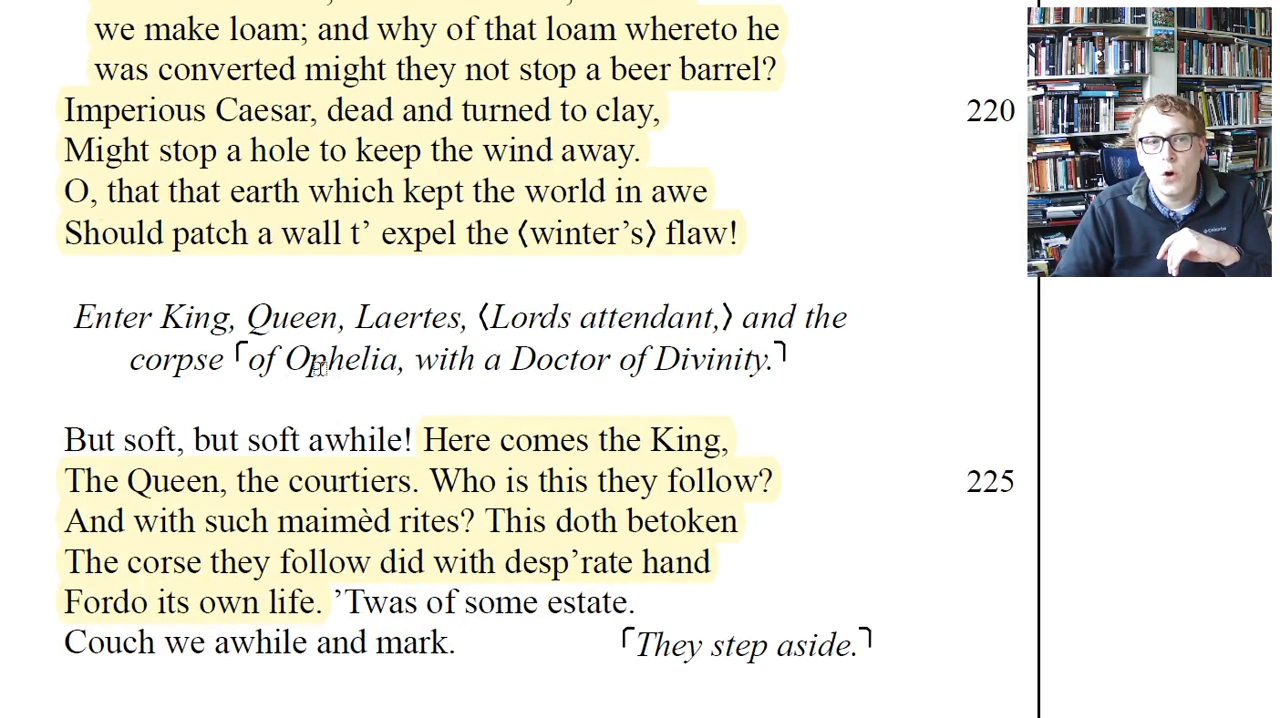 we make loam; and why of that loam whereto he
was converted might they not stop a beer barrel?
Imperious Caesar, dead and turned to clay,
220
Might stop a hole to keep the wind away.
O, that that earth which kept the world in awe
Should patch a wall t’ expel the ⟨winter’s⟩ flaw!
Enter King, Queen, Laertes, ⟨Lords attendant,⟩ and the
corpse ⌜of Ophelia, with a Doctor of Divinity.⌝
But soft, but soft awhile! Here comes the King,
The Queen, the courtiers. Who is this they follow?
225
And with such maimèd rites? This doth betoken
The corse they follow did with desp’rate hand
Fordo its own life. ’Twas of some estate.
Couch we awhile and mark.
⌜They step aside.⌝